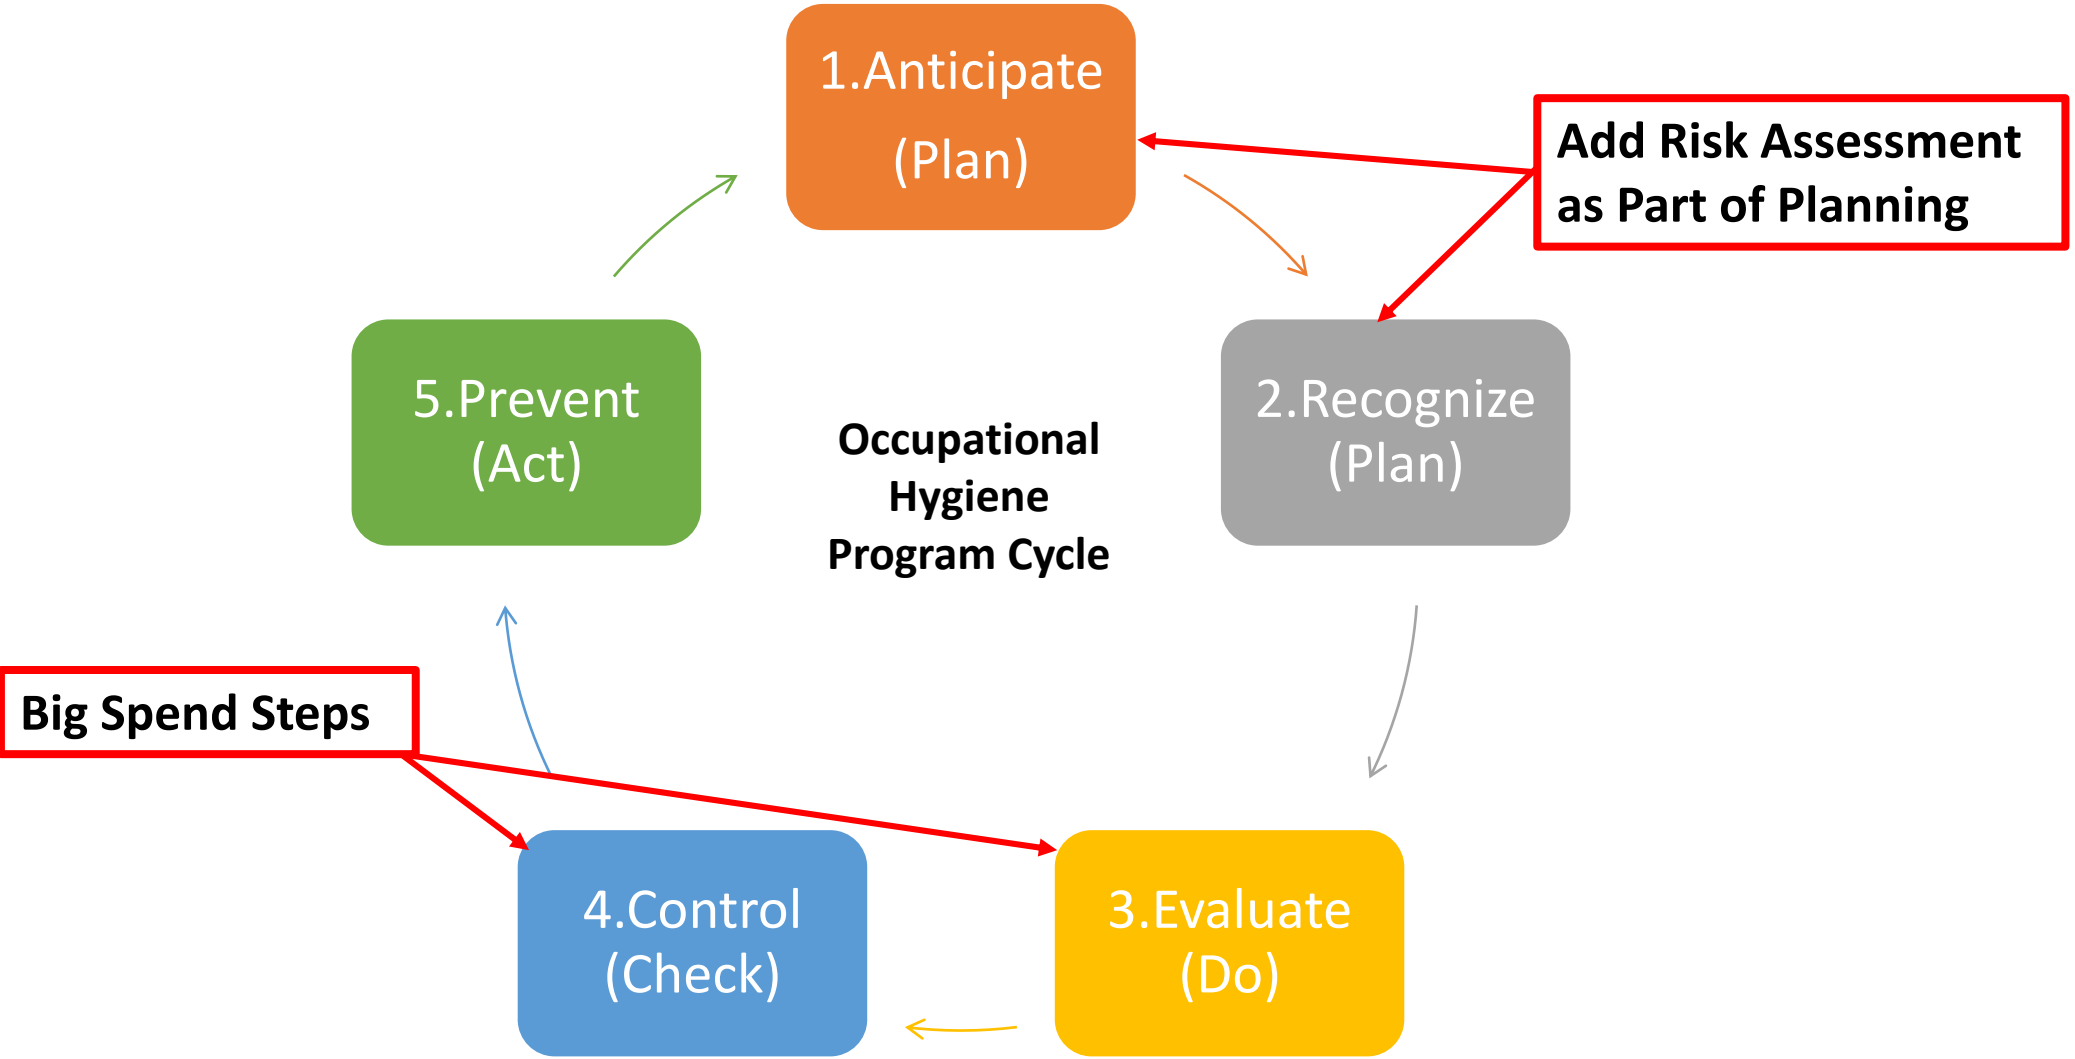 1.Anticipate
(Plan)
Add Risk Assessment
as Part of Planning
5.Prevent
(Act)
Occupational
Hygiene
Program Cycle
2.Recognize
(Plan)
Big Spend Steps
4.Control
(Check)
3.Evaluate
(Do)